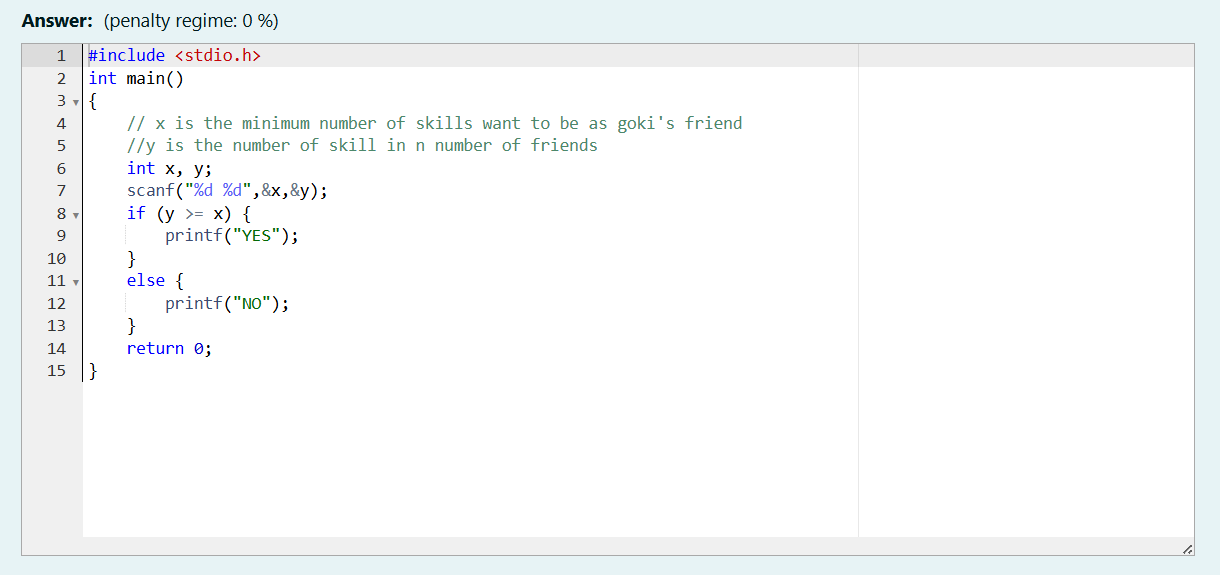 Answer: (penalty regime: 0 %)
1 #include <stdio.h>
2 int main()
3 {
4     // x is the minimum number of skills want to be as goki's friend
5     //y is the number of skill in n number of friends
6     int x, y;
7     scanf("%d %d",&x,&y);
8     if (y >= x) {
9         printf("YES");
10     }
11     else {
12         printf("NO");
13     }
14     return 0;
15 }